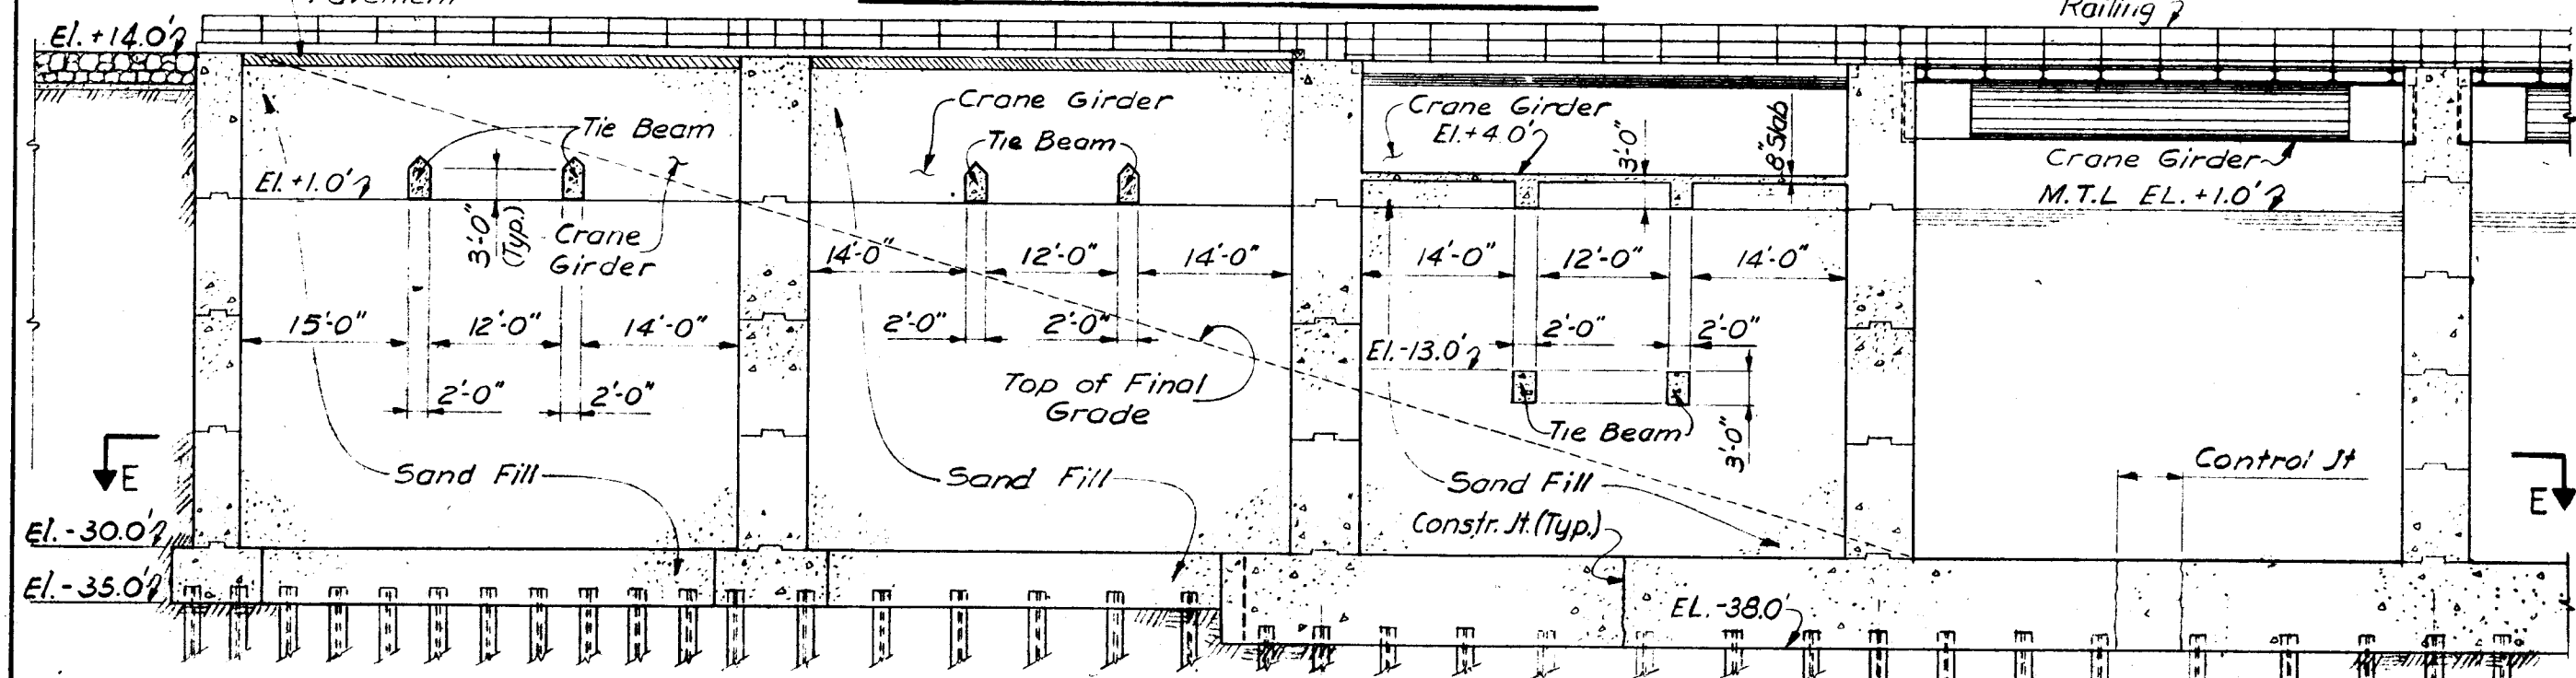 Pavement
Railing
El. +14.0'
Crane Girder
Tie Beam
Crane Girder
El.+4.0'
3'-0"
8" Slab
Tie Beam
Crane Girder
El. +1.0'
M.T.L EL. +1.0'
3'-0"
(Typ.)
Crane
Girder
14'-0"
12'-0"
14'-0"
14'-0"
12'-0"
14'-0"
15'-0"
12'-0"
14'-0"
2'-0"
2'-0"
2'-0"
2'-0"
El.-13.0'
2'-0"
2'-0"
Top of Final
Grade
Tie Beam
3'-0"
E
Sand Fill
Sand Fill
Sand Fill
Control Jt
E
Constr. Jt. (Typ.)
El. -30.0'
El. -35.0'
EL. -38.0'